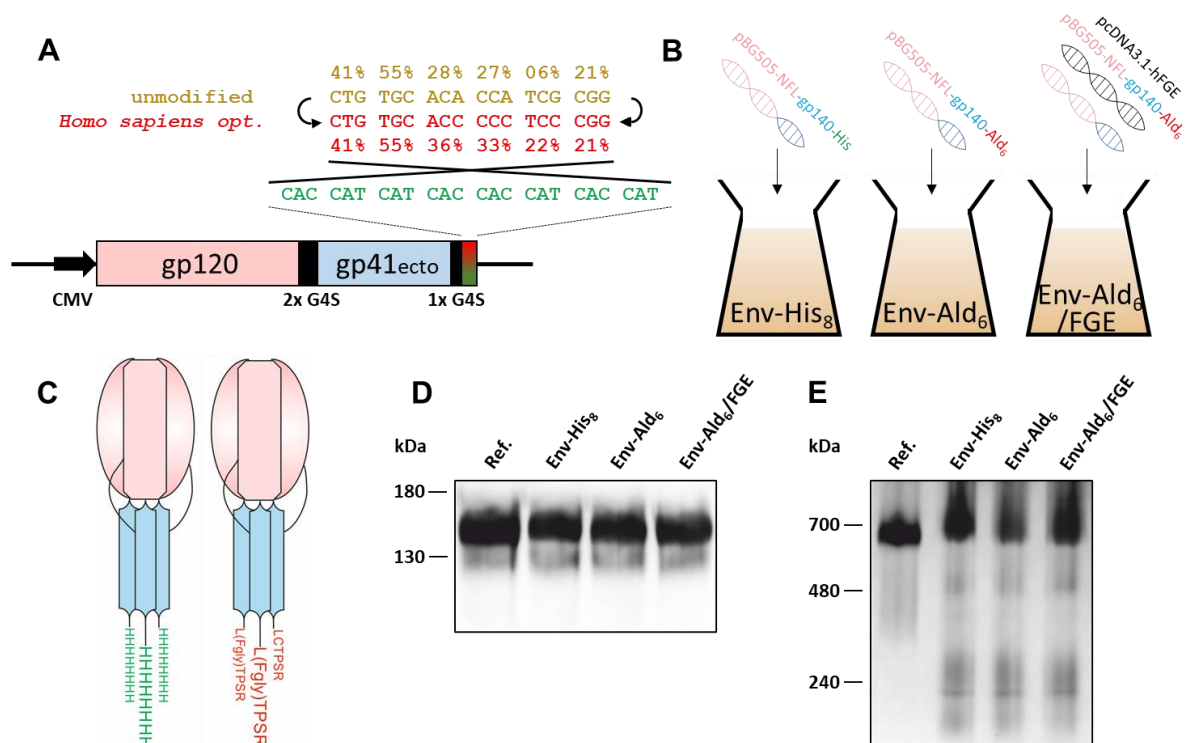 A
41% 55% 28% 27% 06% 21%
unmodified CTG TGC ACA CCA TCG CGG
Homo sapiens opt. CTG TGC ACC CCC TCC CGG
41% 55% 36% 33% 22% 21%
CAC CAT CAT CAC CAC CAT CAC CAT
gp120 gp41ecto
CMV 2x G4S 1x G4S
B
pBG505-NFL-gp140-His
pBG505-NFL-gp140-Ald6
pcDNA3.1-hFGE
pBG505-NFL-gp140-Ald6
Env-His8
Env-Ald6
Env-Ald6
/FGE
C
HHHHHHHH
HHHHHHHH
HHHHHHHH
L(Fgly)TPSR
L(Fgly)TPSR
LCTPSR
D
kDa
Ref.
Env-His8
Env-Ald6
Env-Ald6/FGE
180
130
E
kDa
Ref.
Env-His8
Env-Ald6
Env-Ald6/FGE
700
480
240